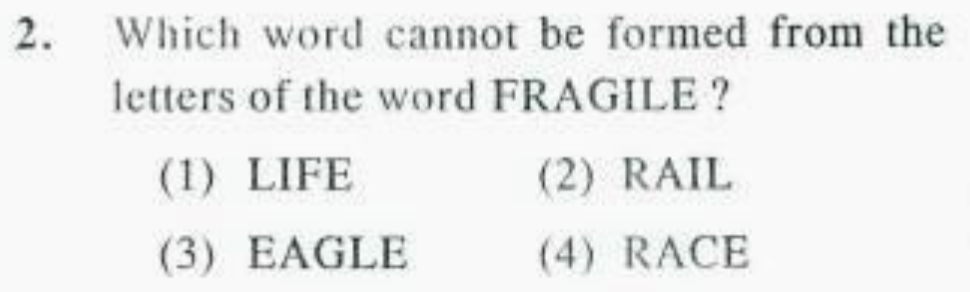 2. Which word cannot be formed from the
letters of the word FRAGILE ?
(1) LIFE (2) RAIL
(3) EAGLE (4) RACE